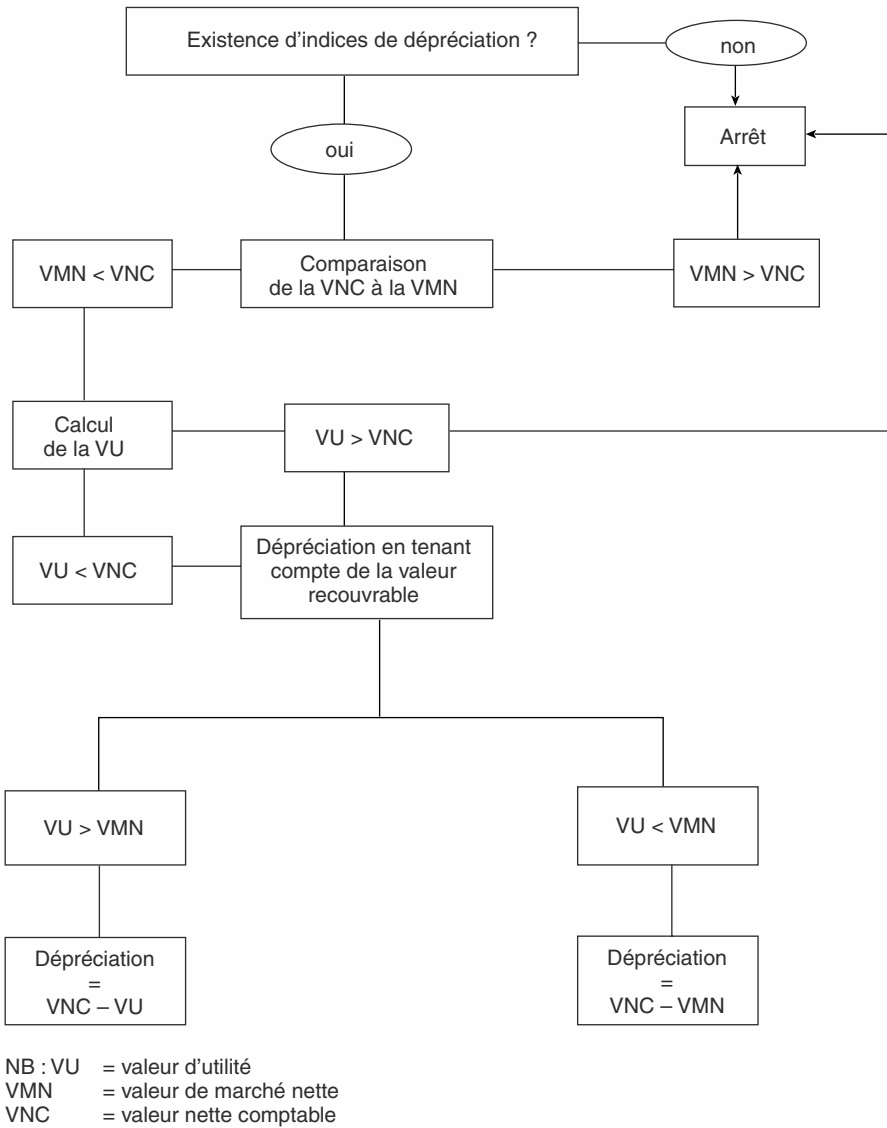 Existence d'indices de dépréciation ?
non
Arrêt
oui
VMN < VNC
Comparaison
de la VNC à la VMN
VMN > VNC
Calcul
de la VU
VU > VNC
VU < VNC
Dépréciation en tenant
compte de la valeur
recouvrable
VU > VMN
VU < VMN
Dépréciation
=
VNC – VU
Dépréciation
=
VNC – VMN
NB : VU = valeur d'utilité
VMN = valeur de marché nette
VNC = valeur nette comptable